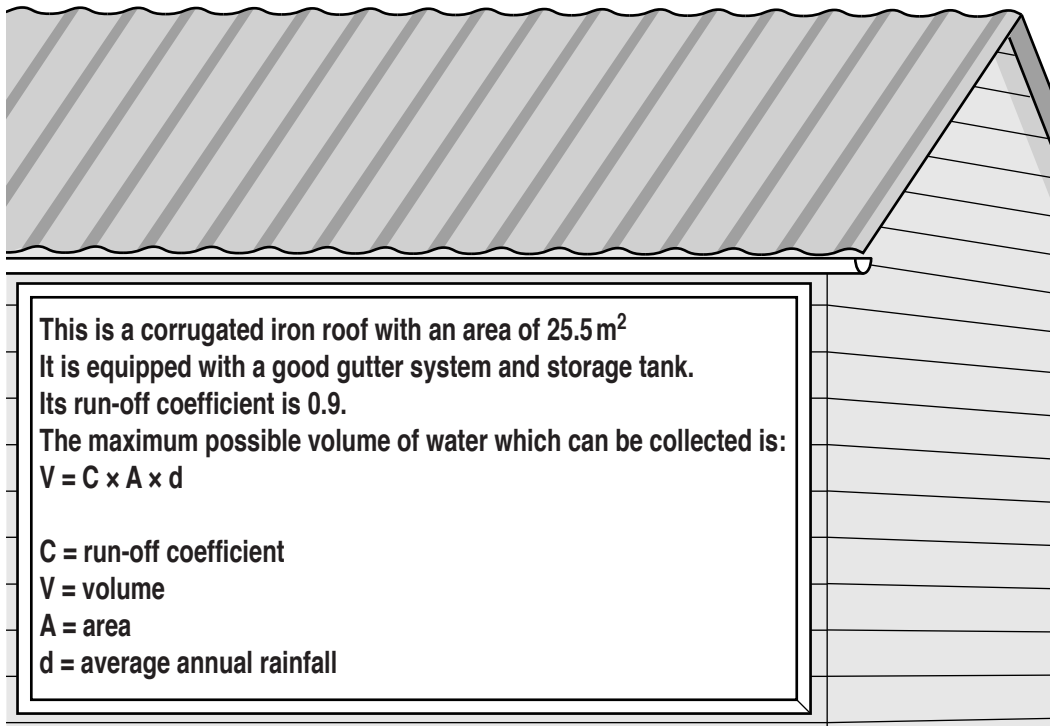 This is a corrugated iron roof with an area of 25.5 m²
It is equipped with a good gutter system and storage tank.
Its run-off coefficient is 0.9.
The maximum possible volume of water which can be collected is:
V = C × A × d
C = run-off coefficient
V = volume
A = area
d = average annual rainfall